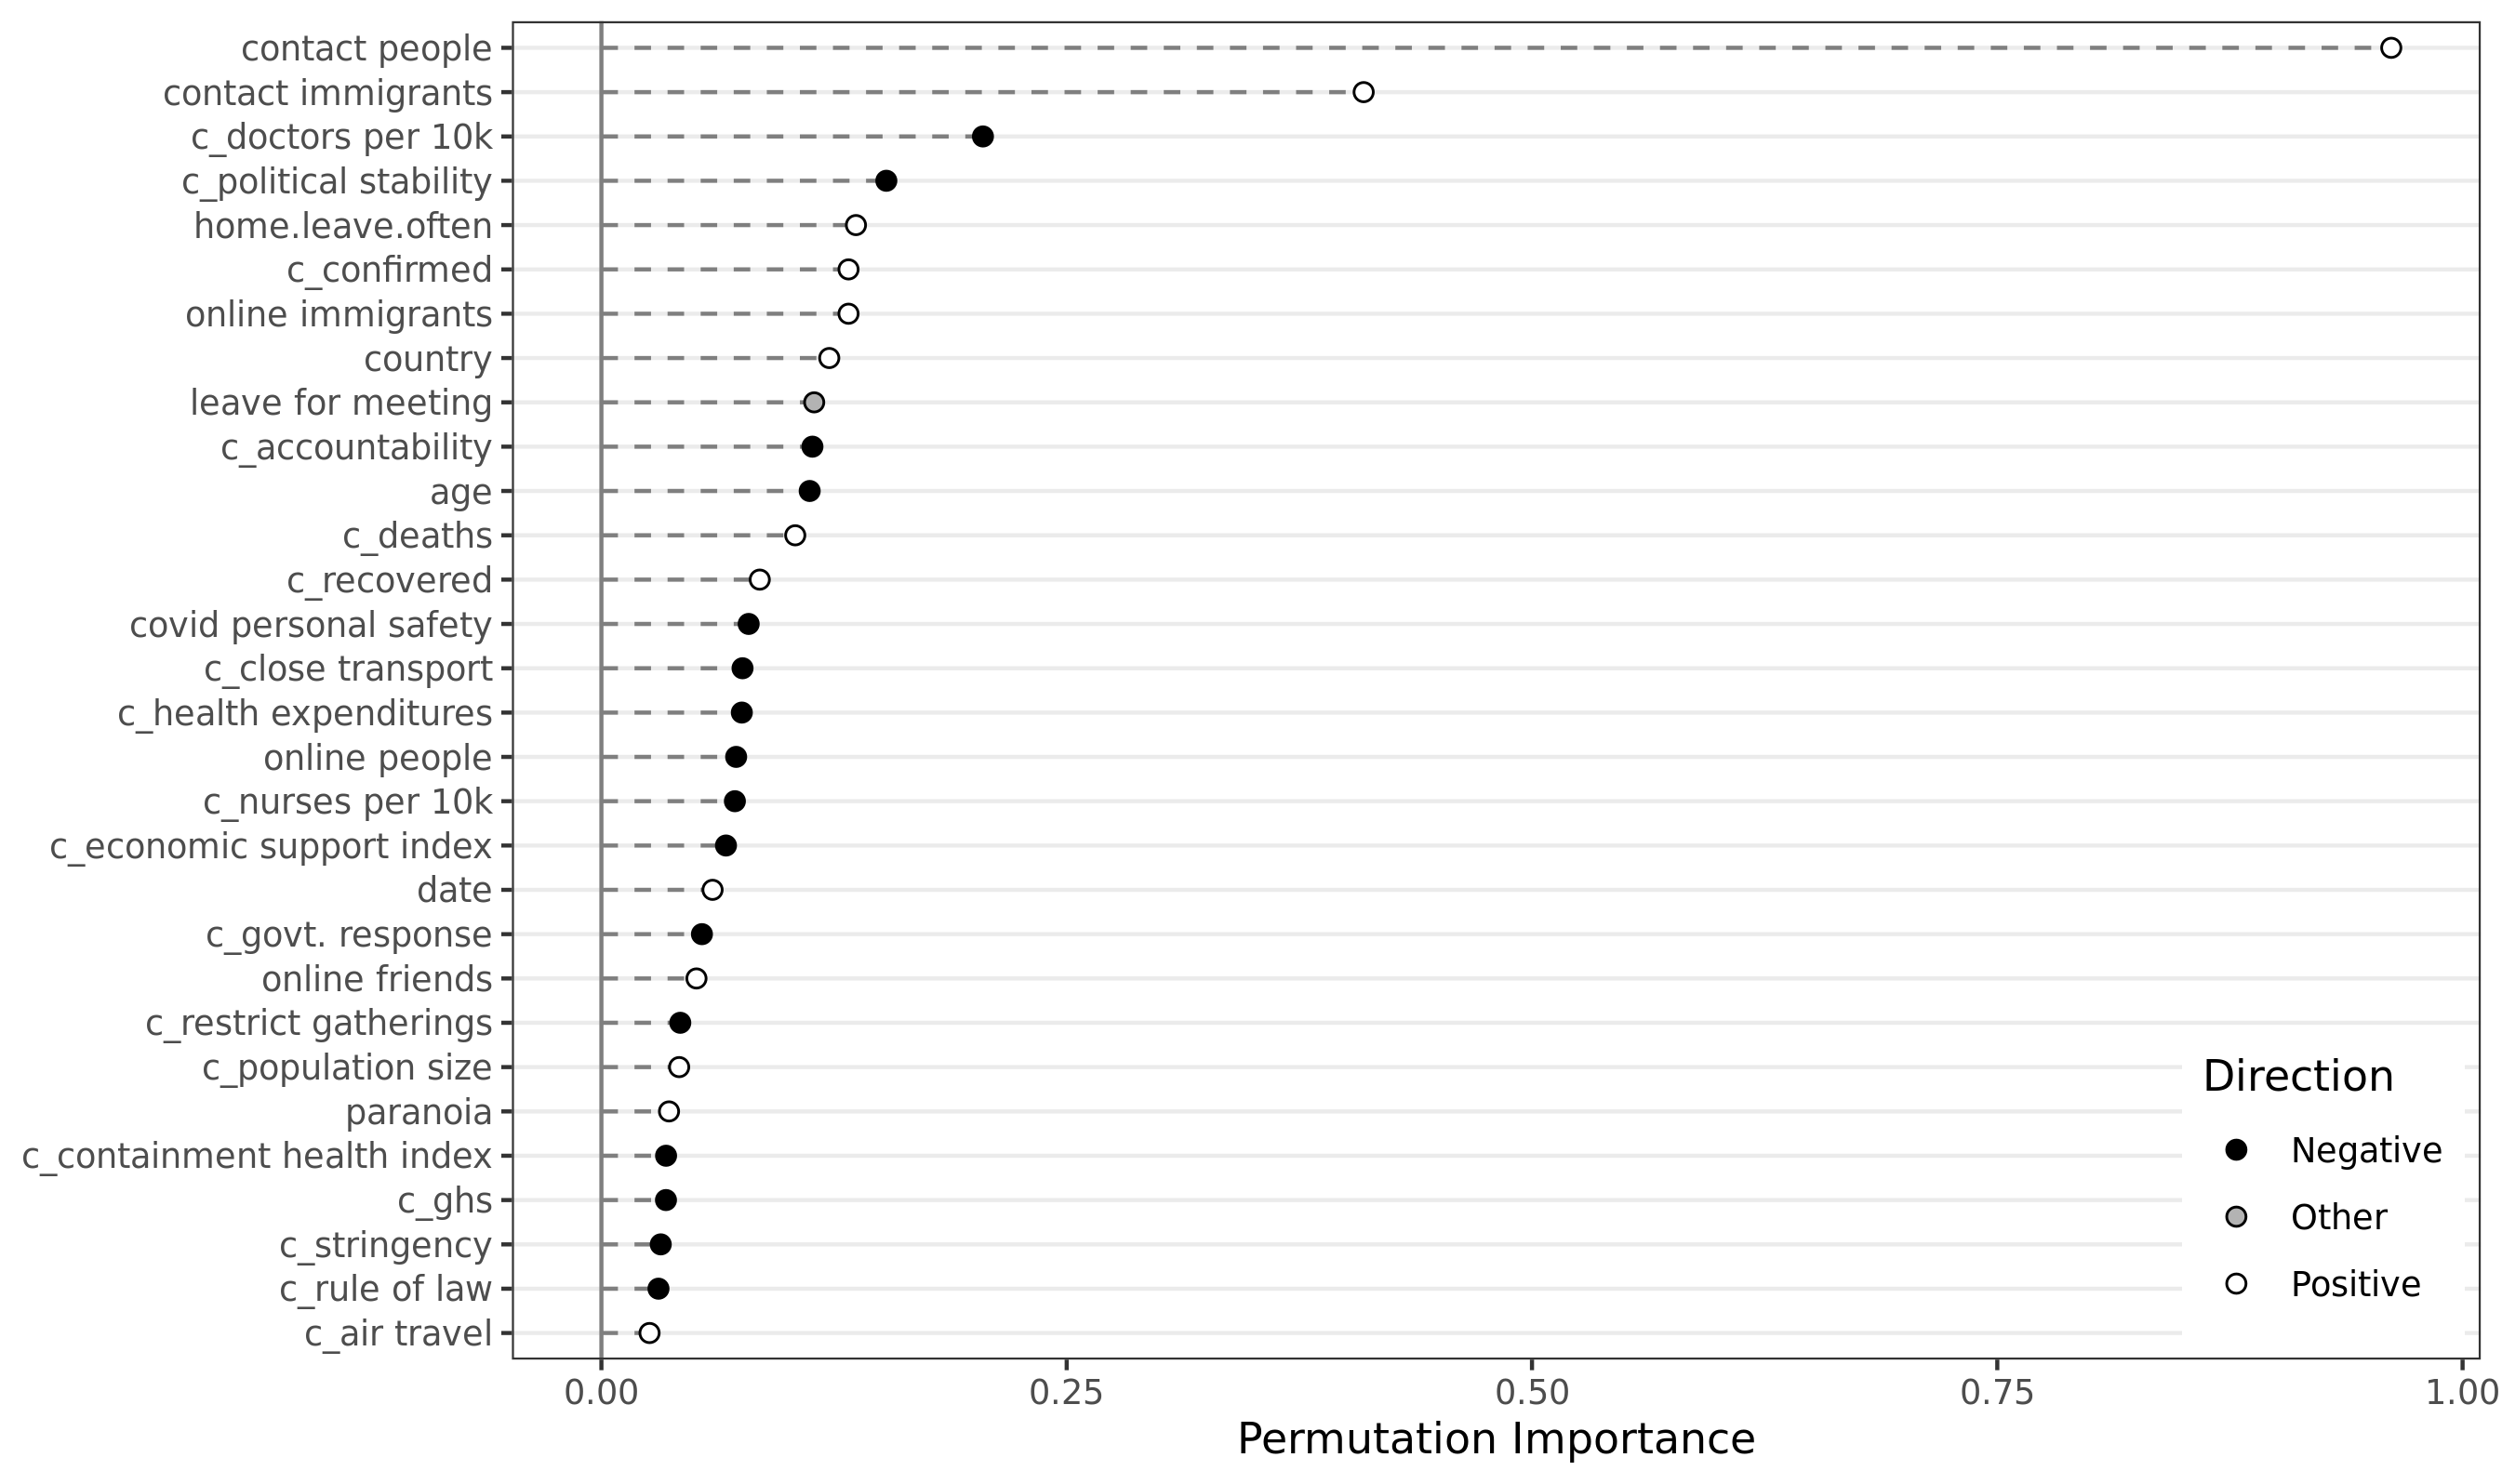 contact people
contact immigrants
c_doctors per 10k
c_political stability
home.leave.often
c_confirmed
online immigrants
country
leave for meeting
c_accountability
age
c_deaths
c_recovered
covid personal safety
c_close transport
c_health expenditures
online people
c_nurses per 10k
c_economic support index
date
c_govt. response
online friends
c_restrict gatherings
c_population size
paranoia
c_containment health index
c_ghs
c_stringency
c_rule of law
c_air travel
Direction
Negative
Other
Positive
0.00 0.25 0.50 0.75 1.00
Permutation Importance